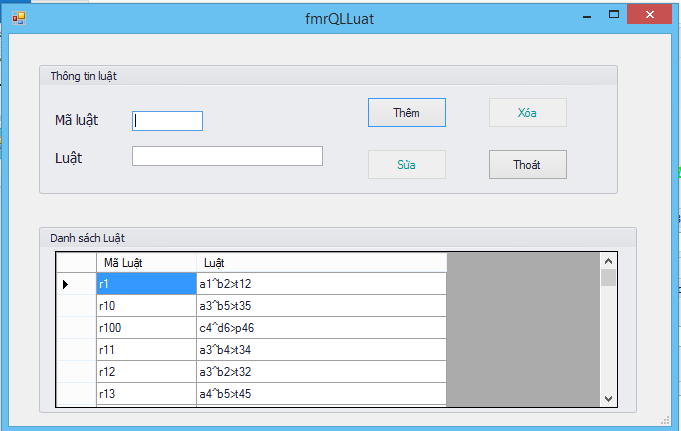 fmrQLLuat
Thông tin luật
Mã luật
Thêm
Xóa
Luật
Sửa
Thoát
Danh sách Luật
Mã Luật Luật
r1 a1^b2>t12
r10 a3^b5>t35
r100 c4^d6>p46
r11 a3^b4>t34
r12 a3^b2>t32
r13 a4^b5>t45